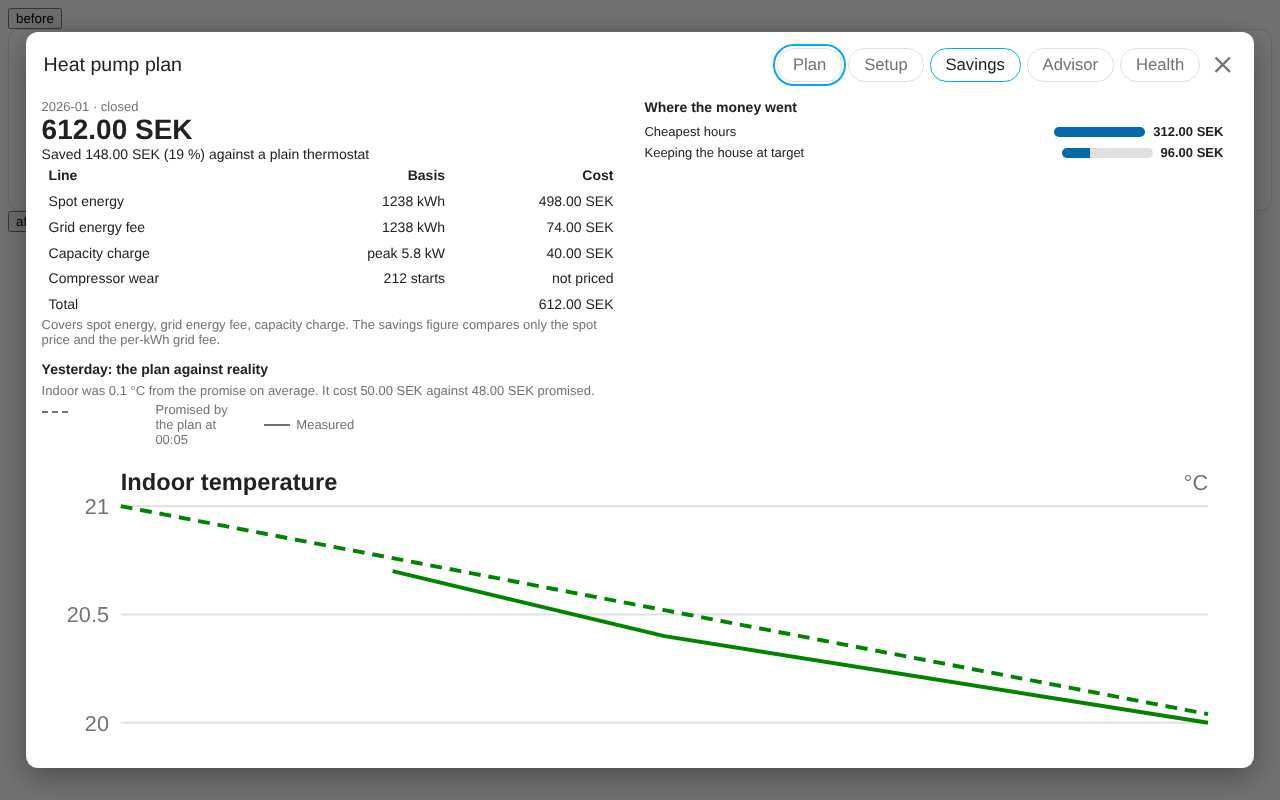 before
Heat pump plan
Plan
Setup
Savings
Advisor
Health
2026-01 · closed
612.00 SEK
Saved 148.00 SEK (19 %) against a plain thermostat
Line Basis Cost
Spot energy 1238 kWh 498.00 SEK
Grid energy fee 1238 kWh 74.00 SEK
Capacity charge peak 5.8 kW 40.00 SEK
Compressor wear 212 starts not priced
Total 612.00 SEK
Covers spot energy, grid energy fee, capacity charge. The savings figure compares only the spot
price and the per-kWh grid fee.
Where the money went
Cheapest hours 312.00 SEK
Keeping the house at target 96.00 SEK
Yesterday: the plan against reality
Indoor was 0.1 °C from the promise on average. It cost 50.00 SEK against 48.00 SEK promised.
Promised by
the plan at
00:05
Measured
Indoor temperature °C
21
20.5
20